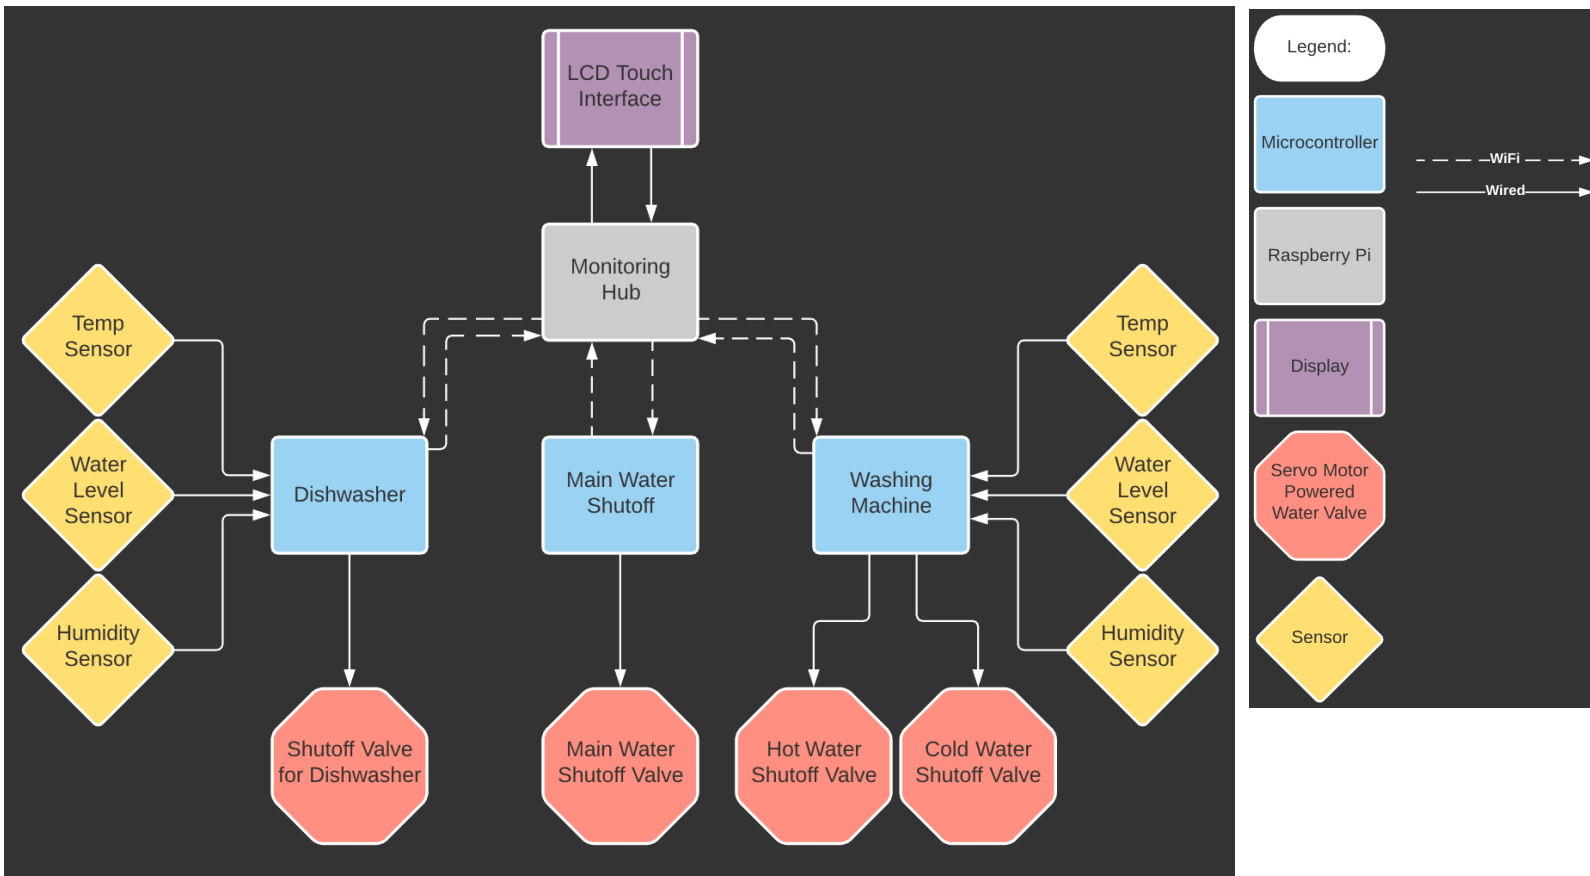 LCD Touch
Interface
Monitoring
Hub
Temp
Sensor
Water
Level
Sensor
Humidity
Sensor
Dishwasher
Main Water
Shutoff
Washing
Machine
Temp
Sensor
Water
Level
Sensor
Humidity
Sensor
Shutoff Valve
for Dishwasher
Main Water
Shutoff Valve
Hot Water
Shutoff Valve
Cold Water
Shutoff Valve
Legend:
Microcontroller
WiFi
Wired
Raspberry Pi
Display
Servo Motor
Powered
Water Valve
Sensor